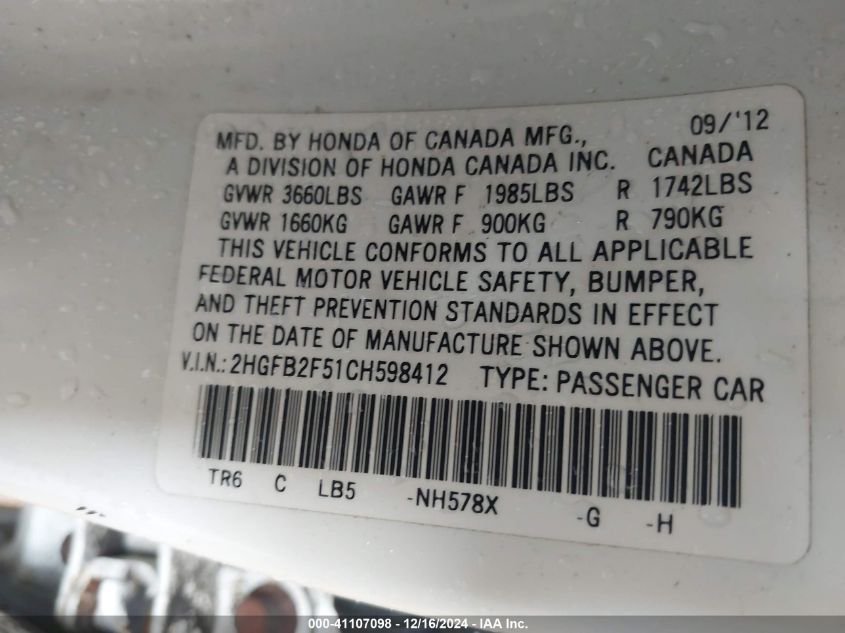 09/'12
MFD. BY HONDA OF CANADA MFG.,
A DIVISION OF HONDA CANADA INC. CANADA
GVWR 3660LBS GAWR F 1985LBS R 1742LBS
GVWR 1660KG GAWR F 900KG R 790KG
THIS VEHICLE CONFORMS TO ALL APPLICABLE
FEDERAL MOTOR VEHICLE SAFETY, BUMPER,
AND THEFT PREVENTION STANDARDS IN EFFECT
ON THE DATE OF MANUFACTURE SHOWN ABOVE.
V.I.N.: 2HGFB2F51CH598412 TYPE: PASSENGER CAR
TR6 C LB5 -NH578X -G -H
000-41107098 - 12/16/2024 - IAA Inc.